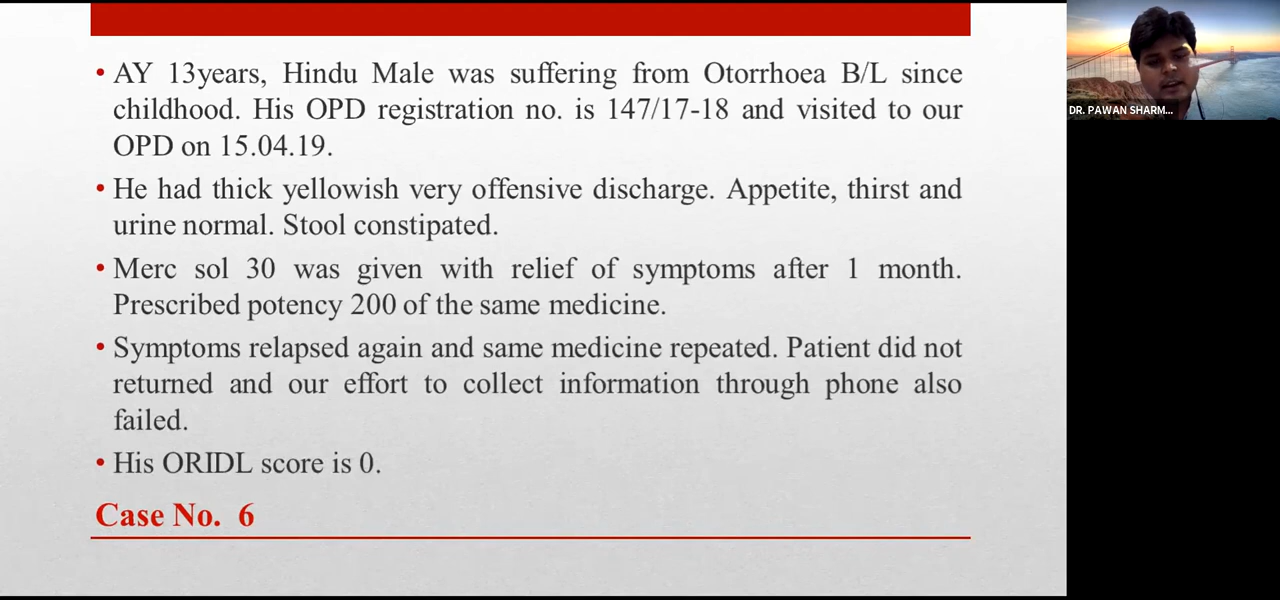 • AY 13years, Hindu Male was suffering from Otorrhoea B/L since
childhood. His OPD registration no. is 147/17-18 and visited to our
OPD on 15.04.19.
• He had thick yellowish very offensive discharge. Appetite, thirst and
urine normal. Stool constipated.
• Merc sol 30 was given with relief of symptoms after 1 month.
Prescribed potency 200 of the same medicine.
• Symptoms relapsed again and same medicine repeated. Patient did not
returned and our effort to collect information through phone also
failed.
• His ORIDL score is 0.
Case No. 6
DR. PAWAN SHARM...